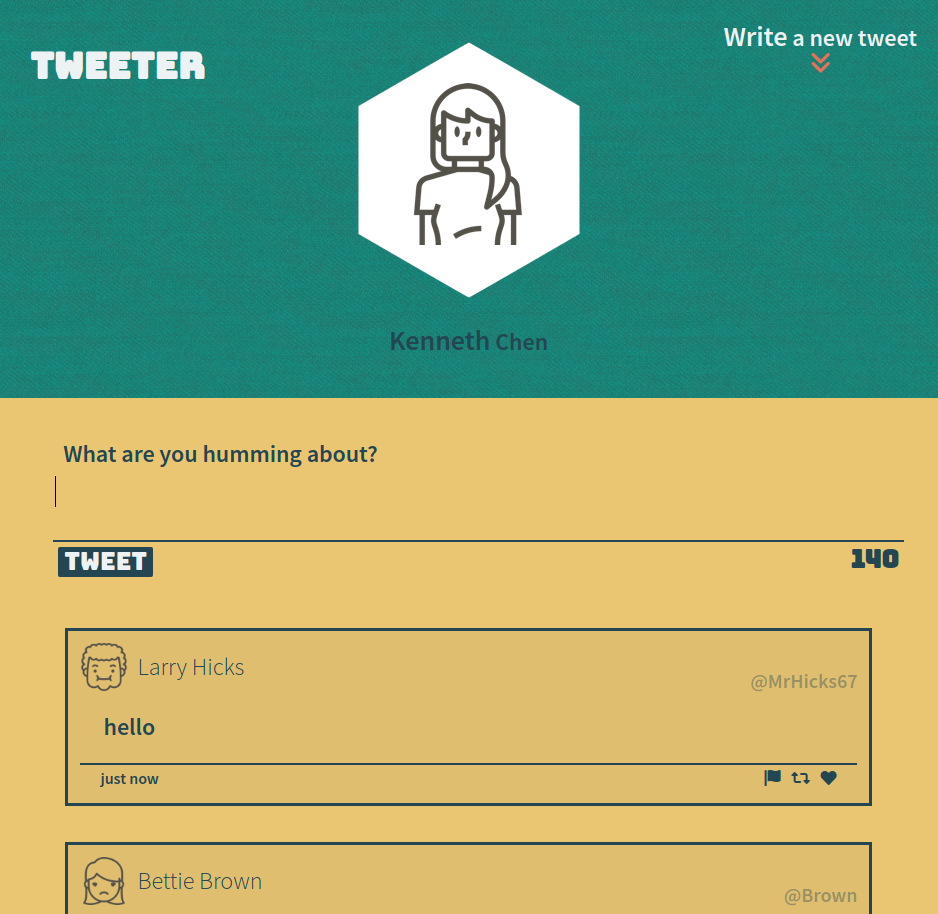 TWEETER
Write a new tweet
Kenneth Chen
What are you humming about?
TWEET
140
Larry Hicks
@MrHicks67
hello
just now
Bettie Brown
@Brown